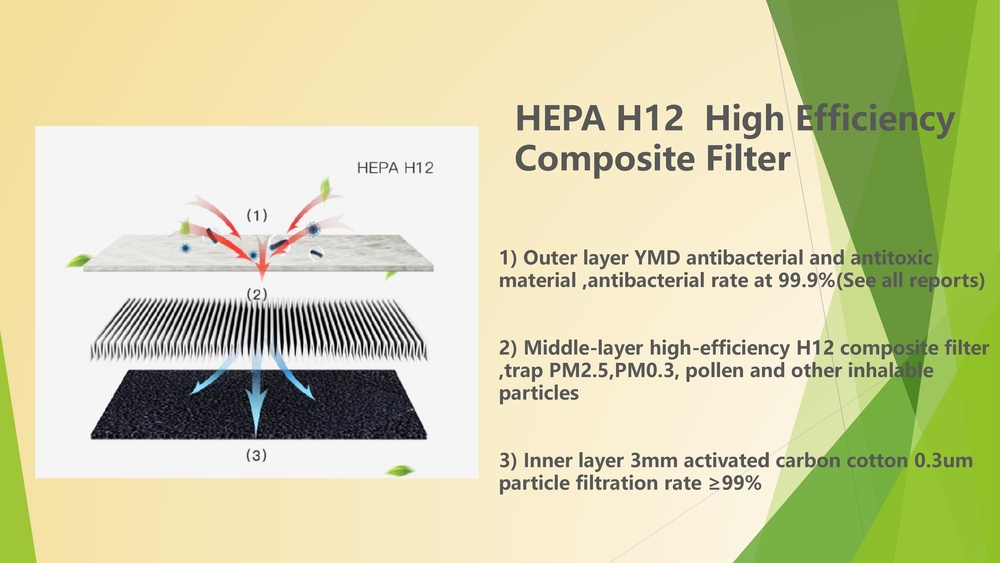 HEPA H12  High Efficiency
Composite Filter
HEPA H12
(1)
(2)
(3)
1) Outer layer YMD antibacterial and antitoxic
material ,antibacterial rate at 99.9%(See all reports)
2) Middle-layer high-efficiency H12 composite filter
,trap PM2.5,PM0.3, pollen and other inhalable
particles
3) Inner layer 3mm activated carbon cotton 0.3um
particle filtration rate ≥99%